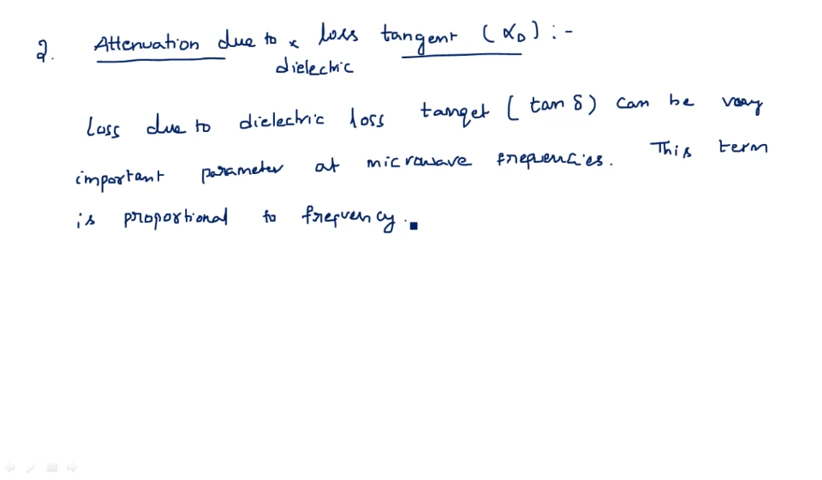 2. Attenuation due to x loss tangent (αD) :-
dielectric
Loss due to dielectric loss tanget (tan δ) can be vary
important parameter at microwave frequencies. This term
is proportional to frequency.